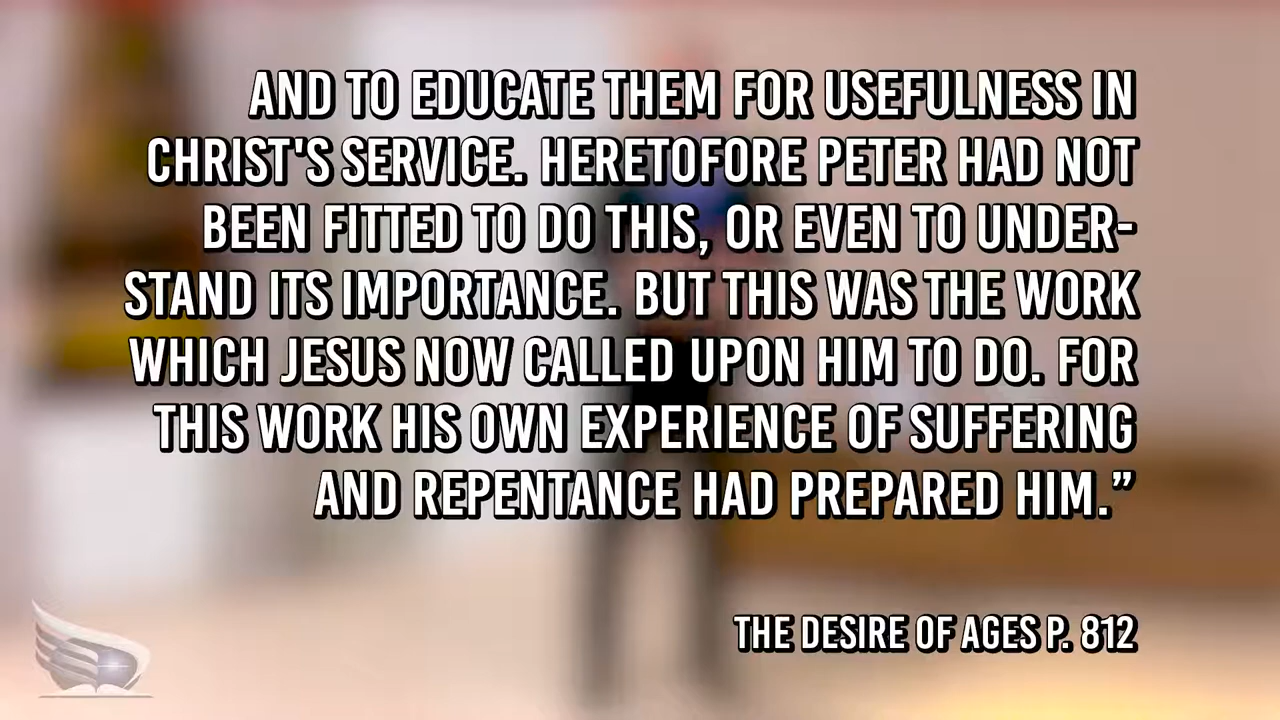 AND TO EDUCATE THEM FOR USEFULNESS IN
CHRIST'S SERVICE. HERETOFORE PETER HAD NOT
BEEN FITTED TO DO THIS, OR EVEN TO UNDER-
STAND ITS IMPORTANCE. BUT THIS WAS THE WORK
WHICH JESUS NOW CALLED UPON HIM TO DO. FOR
THIS WORK HIS OWN EXPERIENCE OF SUFFERING
AND REPENTANCE HAD PREPARED HIM.”
THE DESIRE OF AGES P. 812